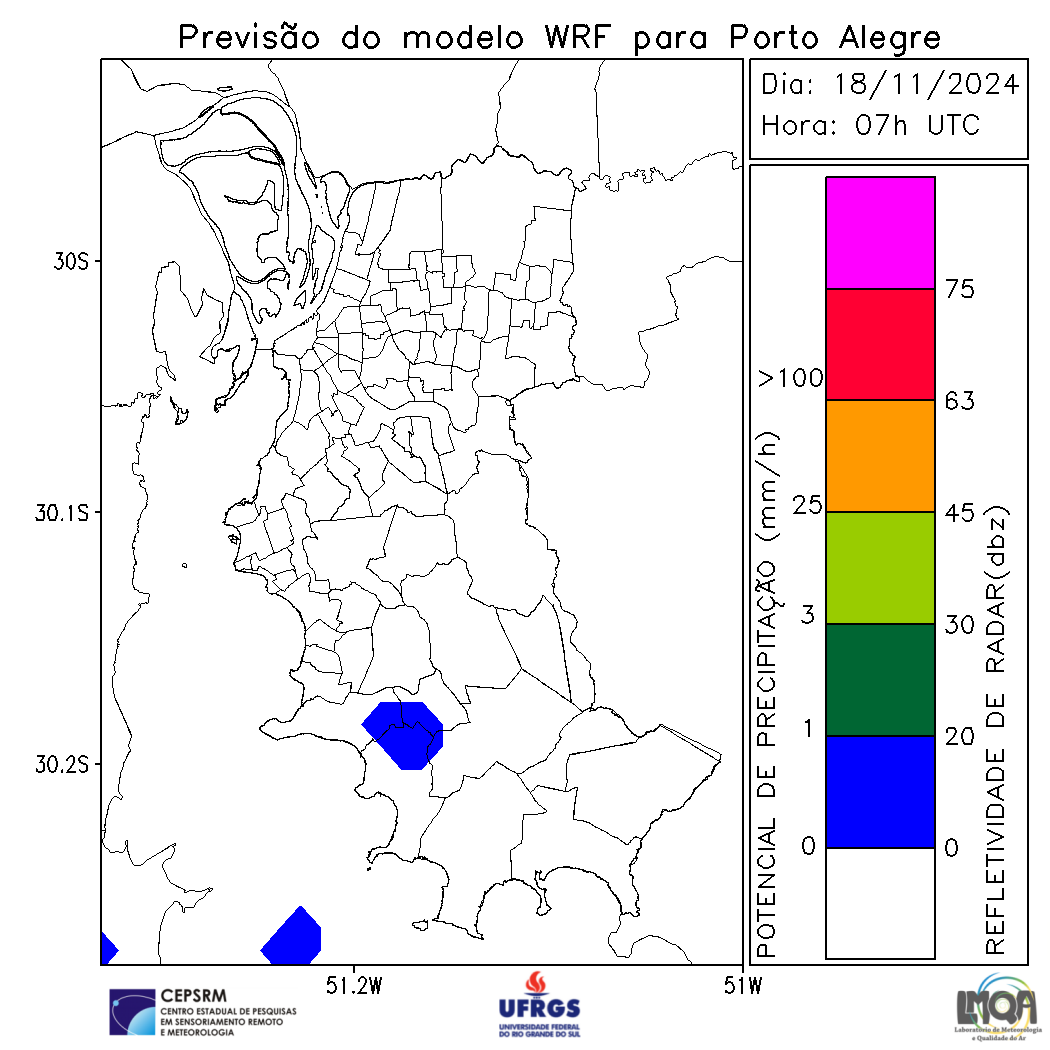 Previsão do modelo WRF para Porto Alegre
Dia: 18/11/2024
Hora: 07h UTC
30S
30.1S
30.2S
51.2W
51W
POTENCIAL DE PRECIPITAÇÃO (mm/h)
>100
25
3
1
0
75
63
45
30
20
0
REFLETIVIDADE DE RADAR(dbz)
CEPSRM
CENTRO ESTADUAL DE PESQUISAS
EM SENSORIAMENTO REMOTO
E METEOROLOGIA
UFRGS
UNIVERSIDADE FEDERAL
DO RIO GRANDE DO SUL
LMQA
Laboratório de Meteorologia
e Qualidade do Ar